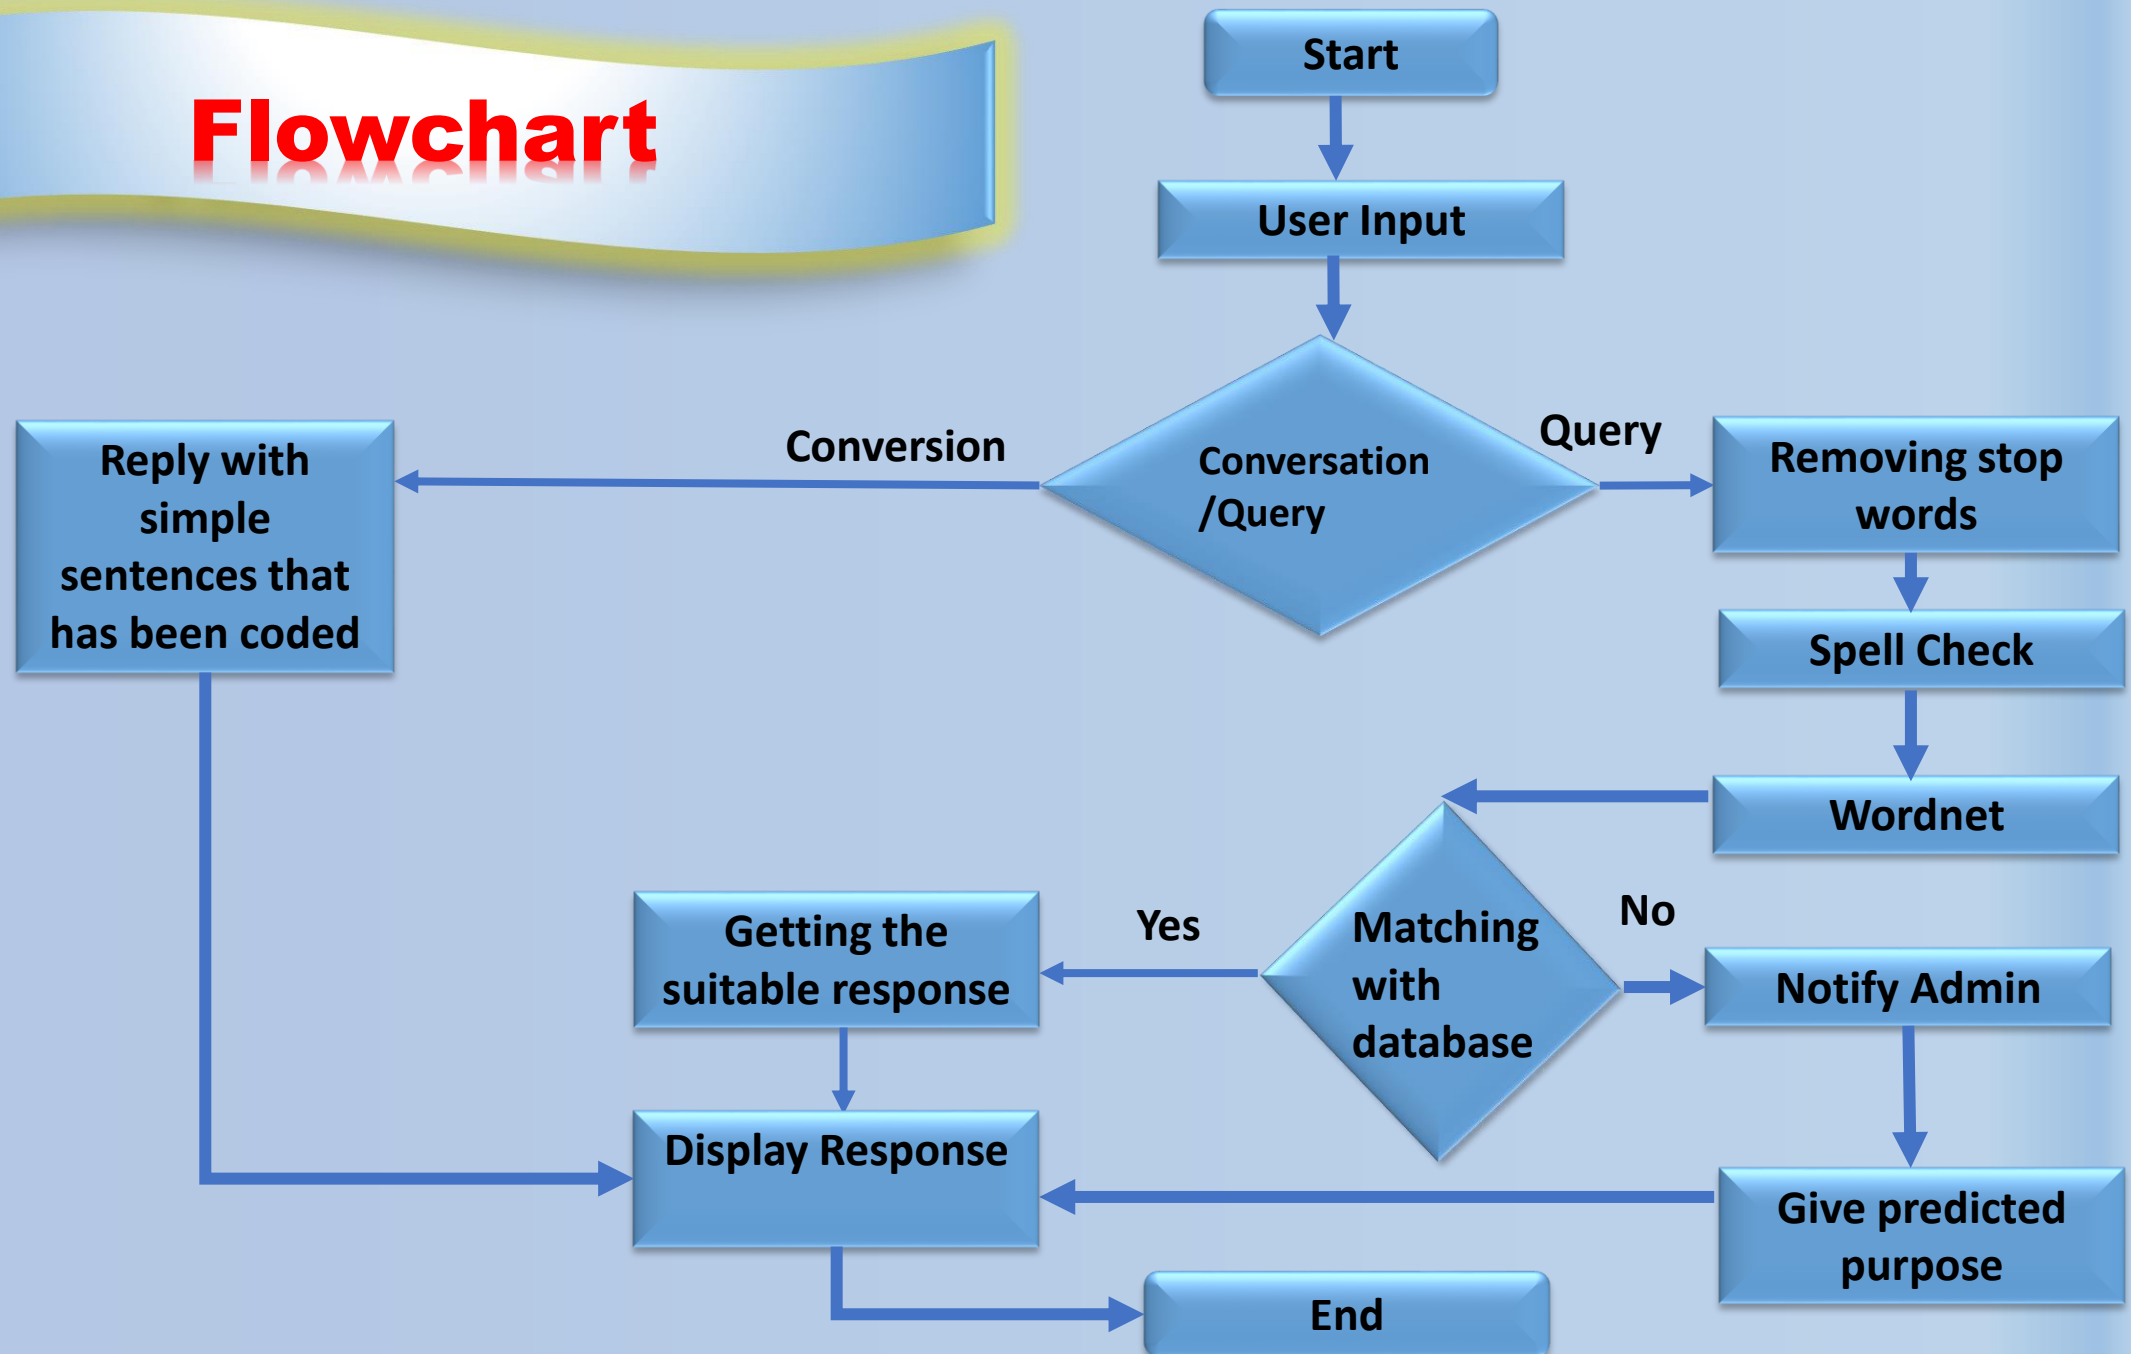 Flowchart
Start
User Input
Conversation
/Query
Conversion
Query
Reply with
simple
sentences that
has been coded
Removing stop
words
Spell Check
Wordnet
Matching
with
database
Yes
No
Getting the
suitable response
Notify Admin
Display Response
Give predicted
purpose
End